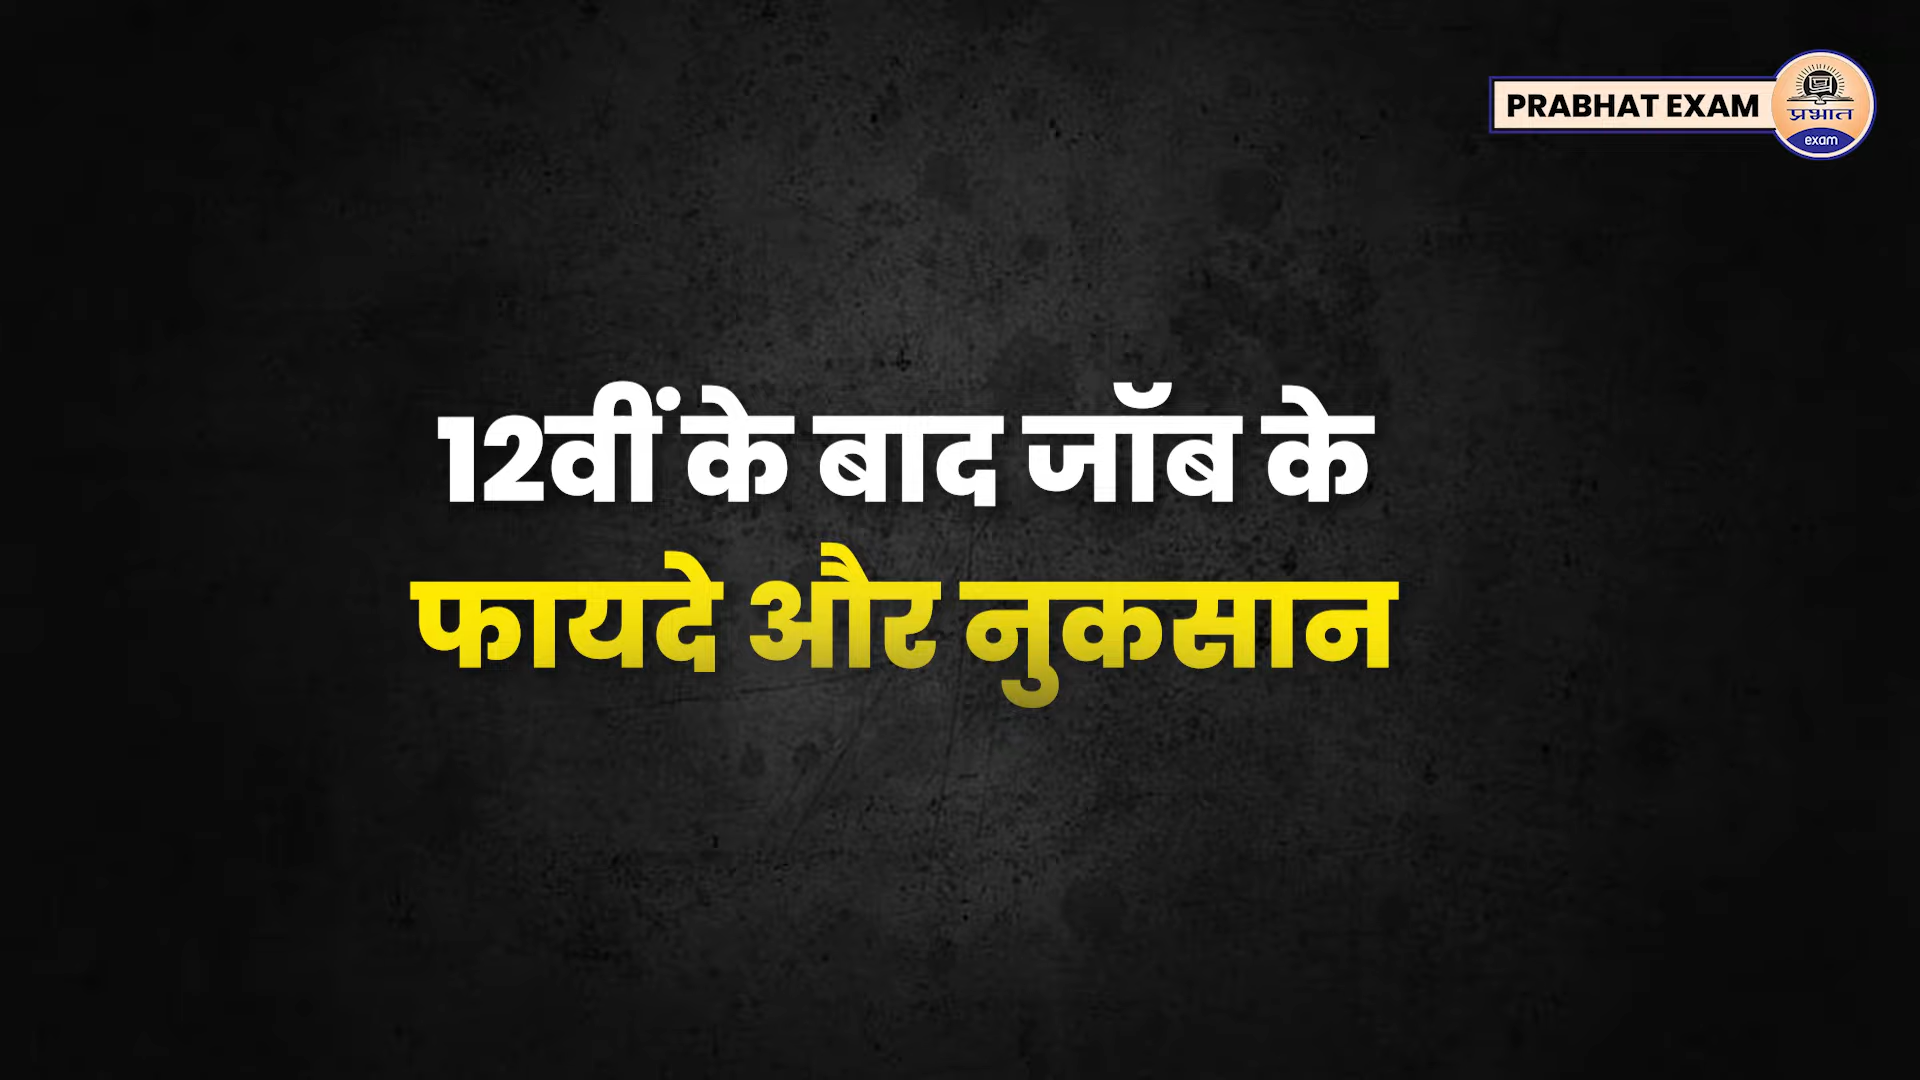 PRABHAT EXAM
प्रभात
exam
12वीं के बाद जॉब के
फायदे और नुकसान